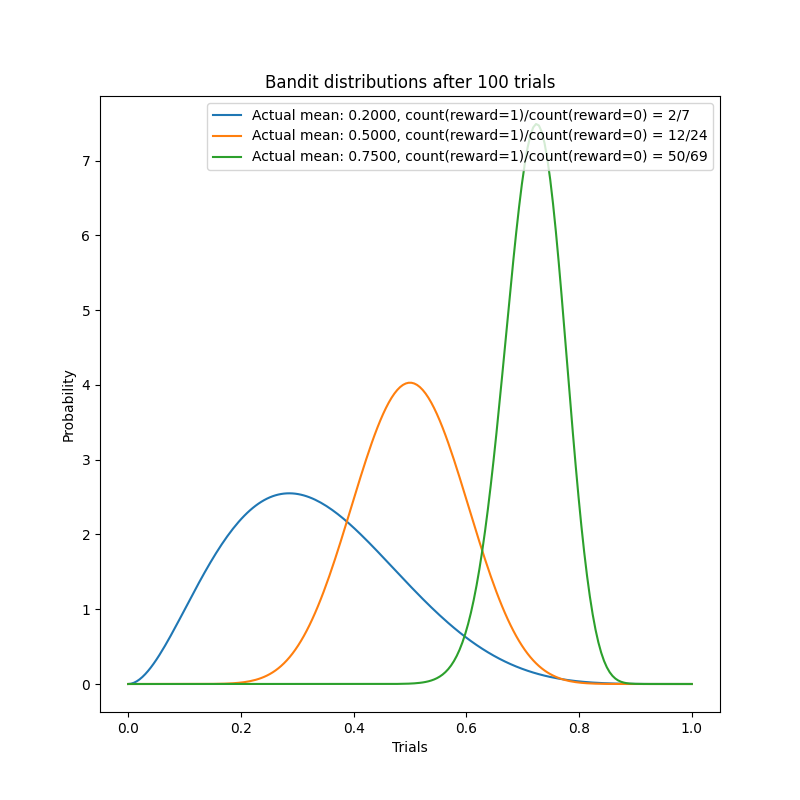 Bandit distributions after 100 trials
Actual mean: 0.2000, count(reward=1)/count(reward=0) = 2/7
Actual mean: 0.5000, count(reward=1)/count(reward=0) = 12/24
Actual mean: 0.7500, count(reward=1)/count(reward=0) = 50/69
7
6
5
4
3
2
1
0
Probability
0.0 0.2 0.4 0.6 0.8 1.0
Trials